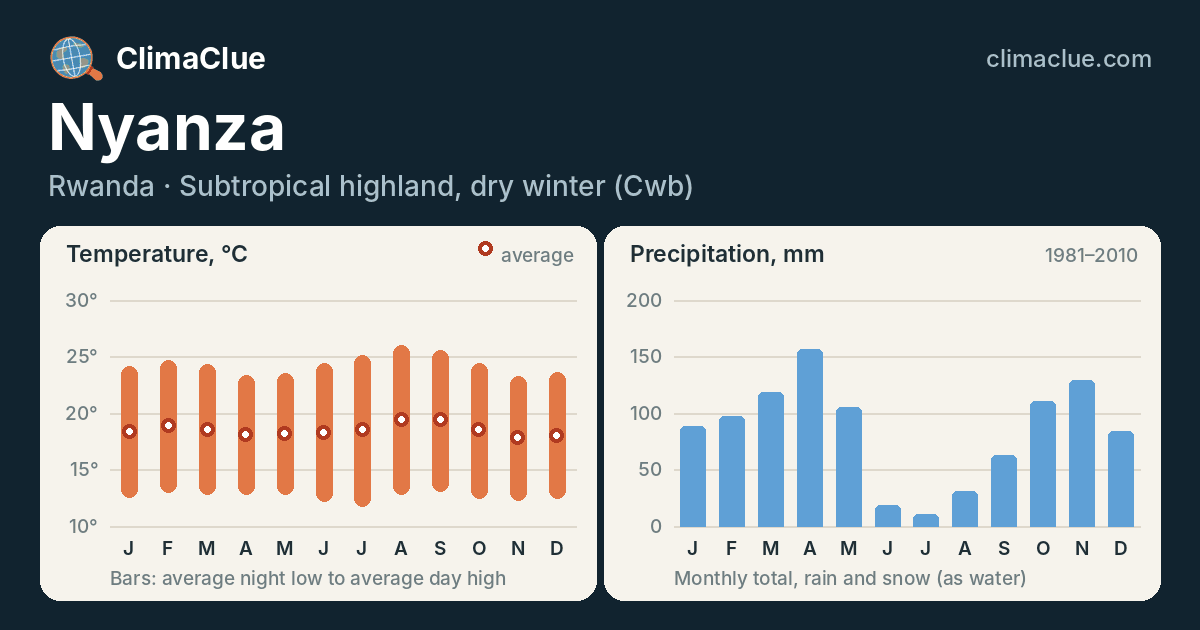 ClimaClue
climaclue.com
Nyanza
Rwanda · Subtropical highland, dry winter (Cwb)
Temperature, °C
average
30°
25°
20°
15°
10°
J F M A M J J A S O N D
Bars: average night low to average day high
Precipitation, mm
1981–2010
200
150
100
50
0
J F M A M J J A S O N D
Monthly total, rain and snow (as water)